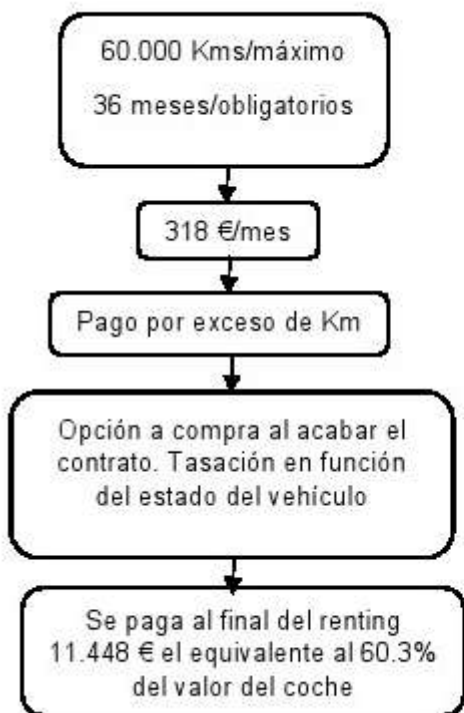 60.000 Kms/máximo
36 meses/obligatorios
318 €/mes
Pago por exceso de Km
Opción a compra al acabar el
contrato. Tasación en función
del estado del vehículo
Se paga al final del renting
11.448 € el equivalente al 60.3%
del valor del coche